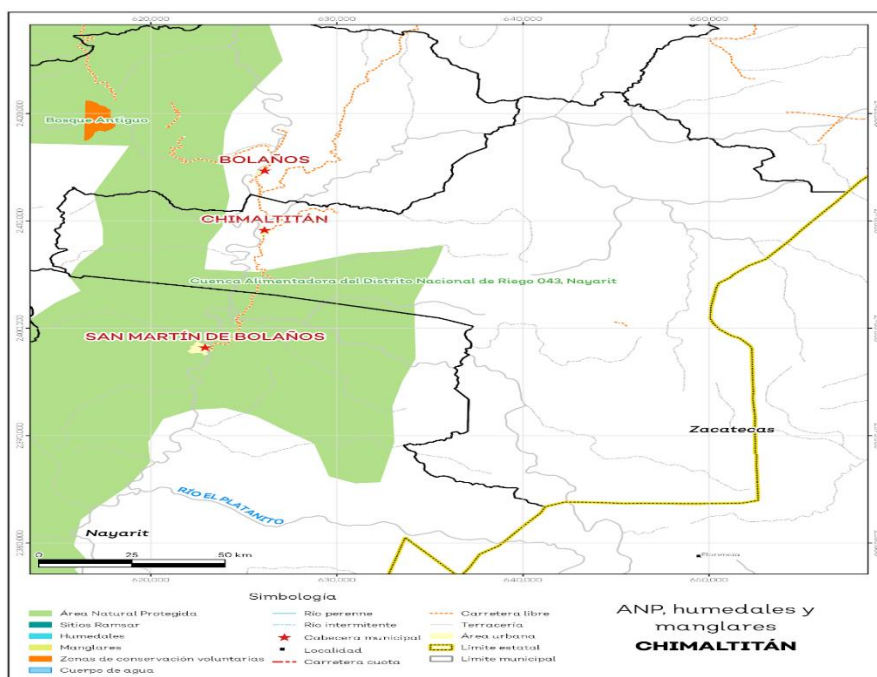 620,000 630,000 640,000 650,000
Bosque Antiguo
BOLAÑOS
CHIMALTITÁN
Cuenca Alimentadora del Distrito Nacional de Riego 043, Nayarit
SAN MARTÍN DE BOLAÑOS
Zacatecas
RÍO EL PLATANITO
Nayarit
0 25 50 km
620,000 630,000 640,000 650,000
Simbología
Área Natural Protegida
Sitios Ramsar
Humedales
Manglares
Zonas de conservación voluntarias
Cuerpo de agua
Río perenne
Río intermitente
Cabecera municipal
Localidad
Carretera cuota
Carretera libre
Terracería
Área urbana
Límite estatal
Límite municipal
ANP, humedales y
manglares
CHIMALTITÁN